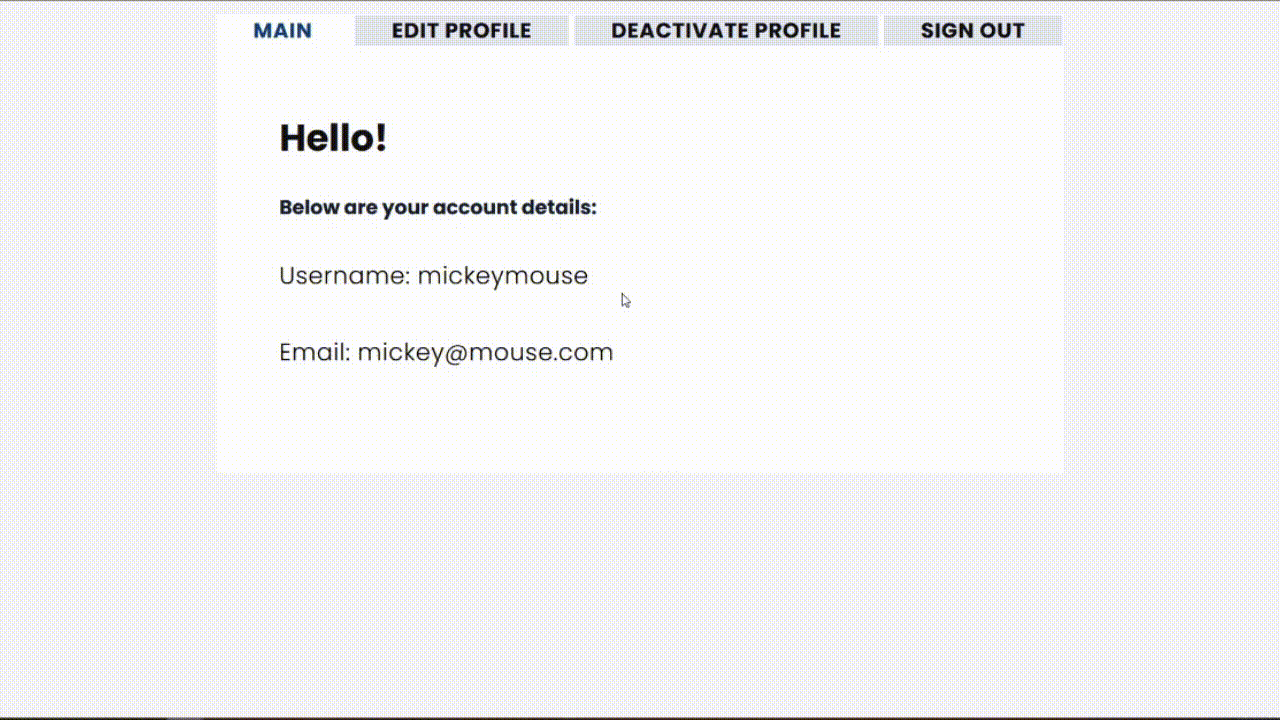 MAIN EDIT PROFILE DEACTIVATE PROFILE SIGN OUT
Hello!
Below are your account details:
Username: mickeymouse
Email: mickey@mouse.com